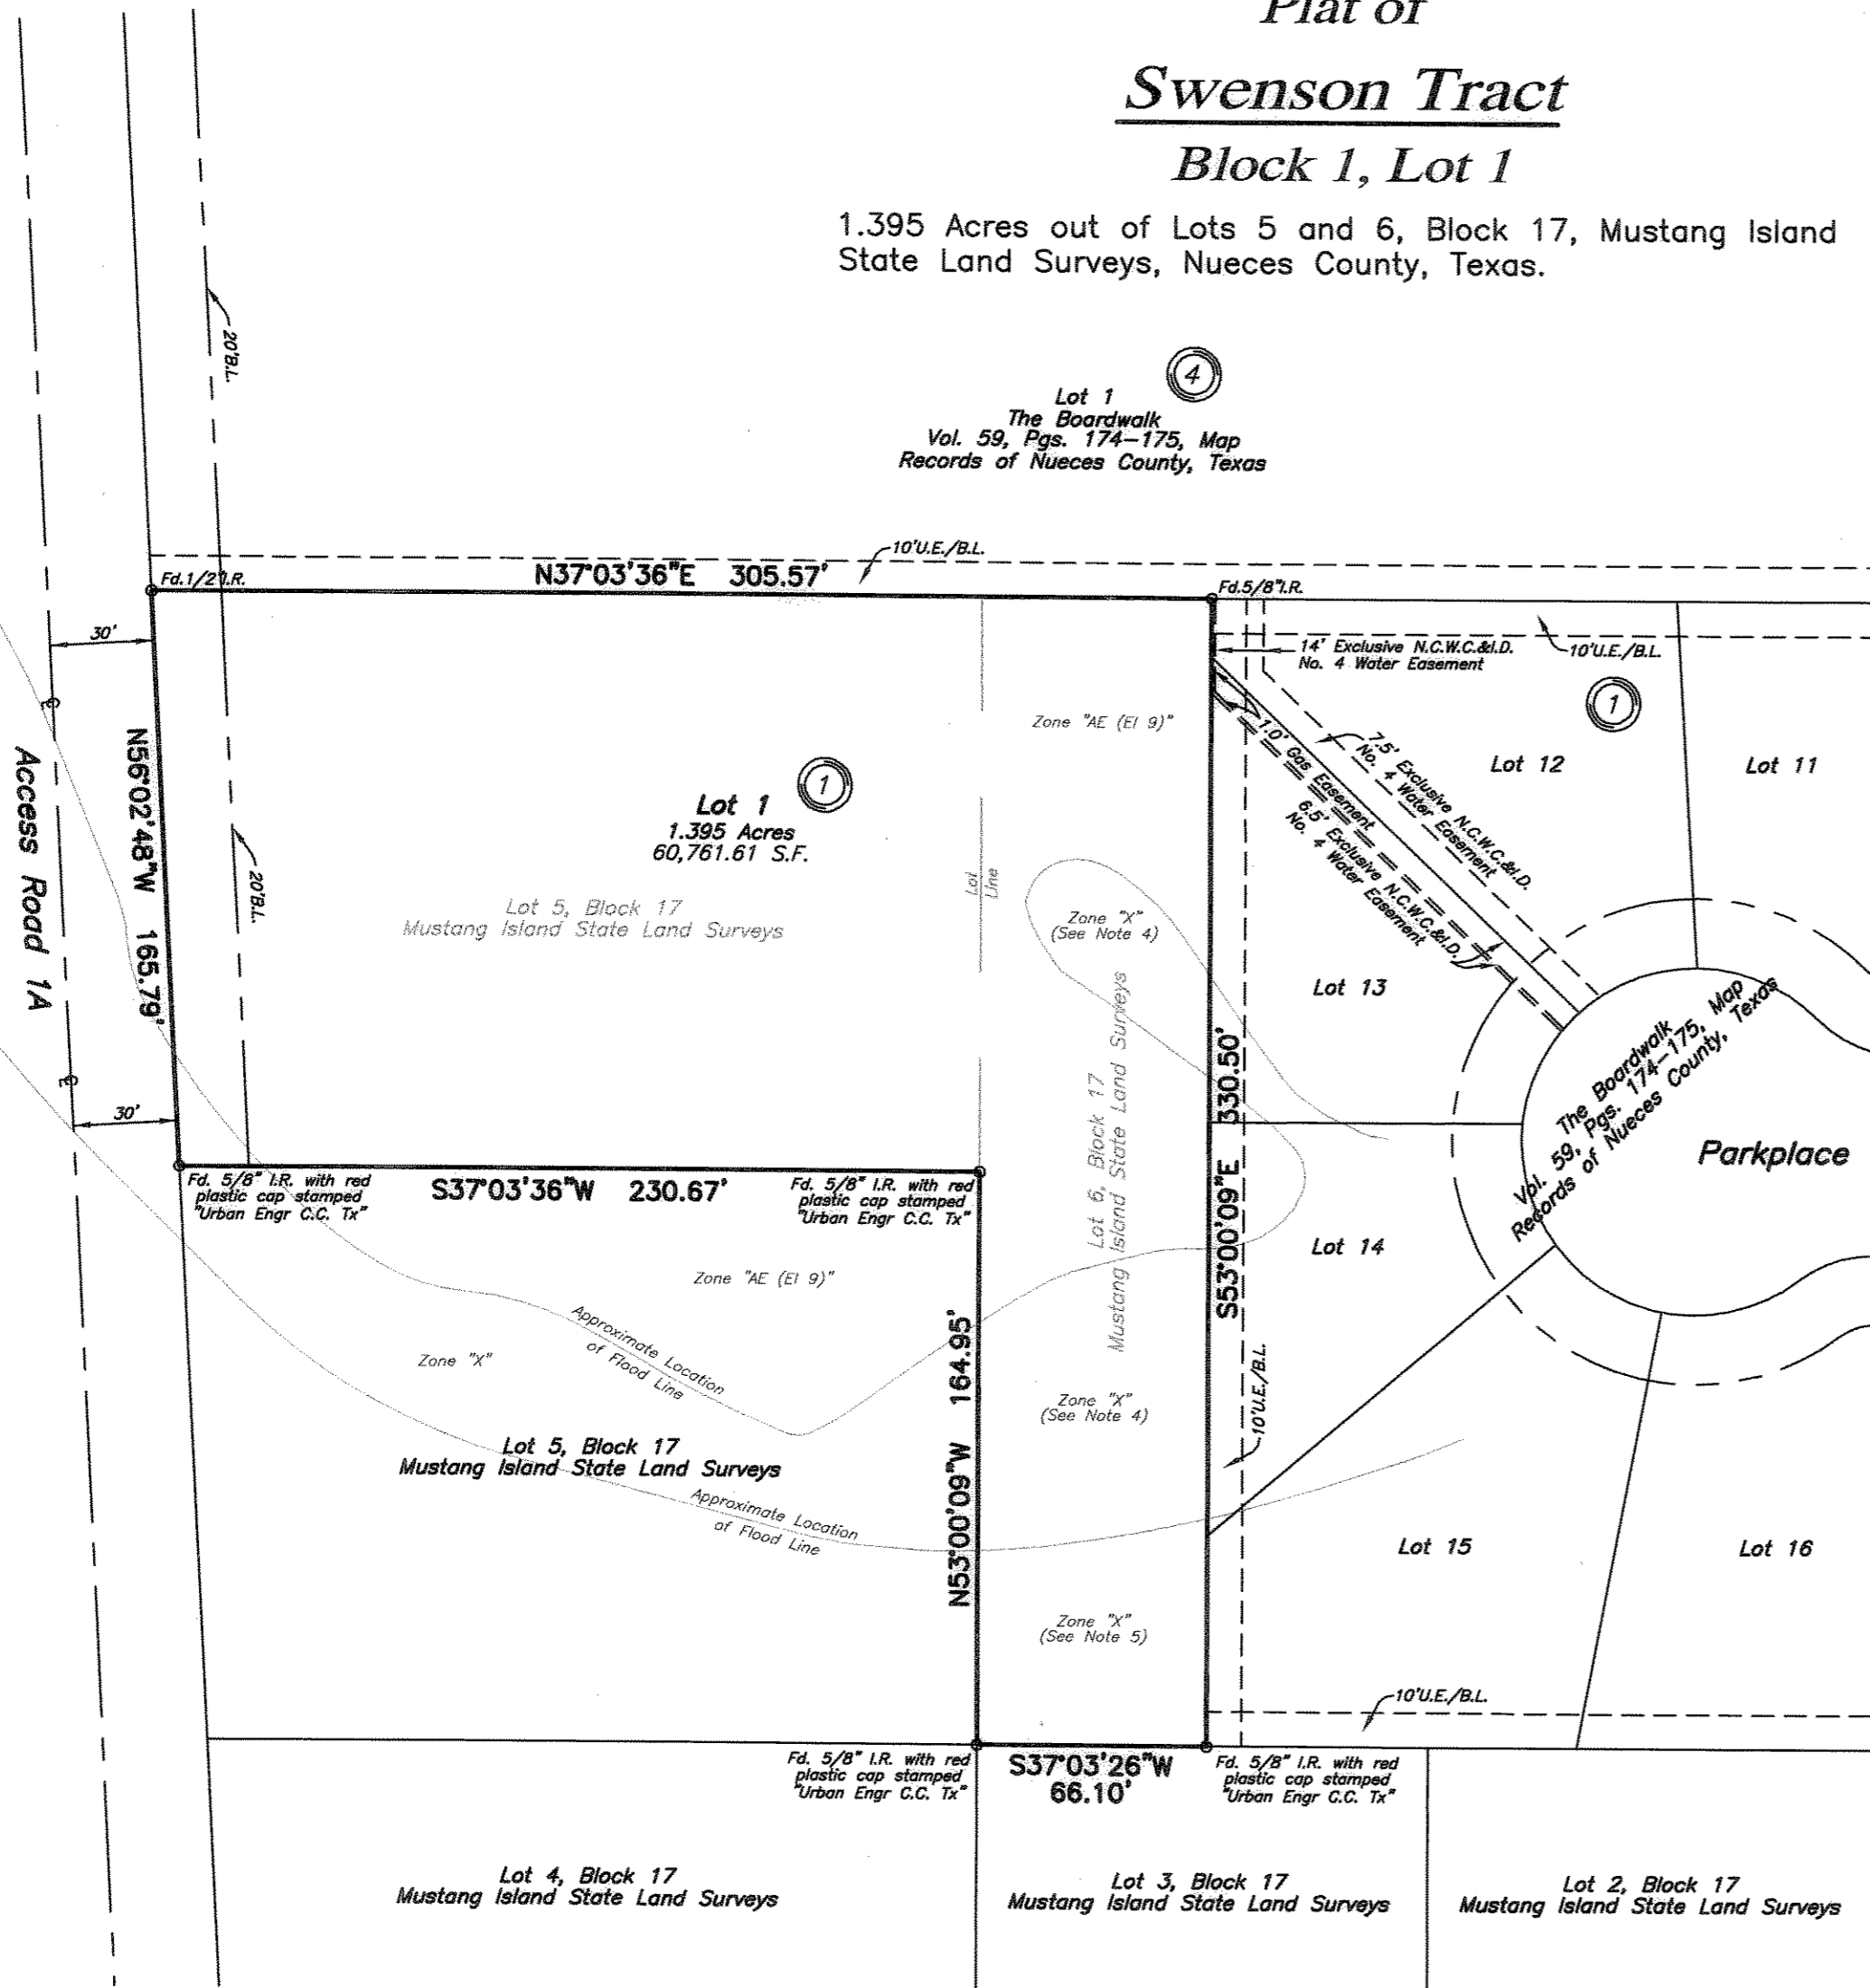 Plat of
Swenson Tract
Block 1, Lot 1
1.395 Acres out of Lots 5 and 6, Block 17, Mustang Island
State Land Surveys, Nueces County, Texas.
20'B.L.
4
Lot 1
The Boardwalk
Vol. 59, Pgs. 174-175, Map
Records of Nueces County, Texas
10'U.E./B.L.
Fd.1/2"I.R.
N37°03'36"E 305.57'
Fd.5/8"I.R.
30'
14' Exclusive N.C.W.C.&I.D.
No. 4 Water Easement
10'U.E./B.L.
1
Zone "AE (El 9)"
1.0' Gas Easement
7.5' Exclusive N.C.W.C.&I.D.
No. 4 Water Easement
6.5' Exclusive N.C.W.C.&I.D.
No. 4 Water Easement
Lot 12
Lot 11
Access Road 1A
N56°02'48"W 165.79'
20'B.L.
1
Lot 1
1.395 Acres
60,761.61 S.F.
Lot 5, Block 17
Mustang Island State Land Surveys
Lot
Line
Zone "X"
(See Note 4)
Lot 6, Block 17
Mustang Island State Land Surveys
Lot 13
S53°00'09"E 330.50'
The Boardwalk
Vol. 59, Pgs. 174-175, Map
Records of Nueces County, Texas
Parkplace
30'
Fd. 5/8" I.R. with red
plastic cap stamped
"Urban Engr C.C. Tx"
S37°03'36"W 230.67'
Fd. 5/8" I.R. with red
plastic cap stamped
"Urban Engr C.C. Tx"
Lot 14
Zone "AE (El 9)"
Approximate Location
of Flood Line
Zone "X"
N53°00'09"W 164.95'
Zone "X"
(See Note 4)
10'U.E./B.L.
Lot 5, Block 17
Mustang Island State Land Surveys
Approximate Location
of Flood Line
Lot 15
Lot 16
Zone "X"
(See Note 5)
10'U.E./B.L.
Fd. 5/8" I.R. with red
plastic cap stamped
"Urban Engr C.C. Tx"
S37°03'26"W
66.10'
Fd. 5/8" I.R. with red
plastic cap stamped
"Urban Engr C.C. Tx"
Lot 4, Block 17
Mustang Island State Land Surveys
Lot 3, Block 17
Mustang Island State Land Surveys
Lot 2, Block 17
Mustang Island State Land Surveys